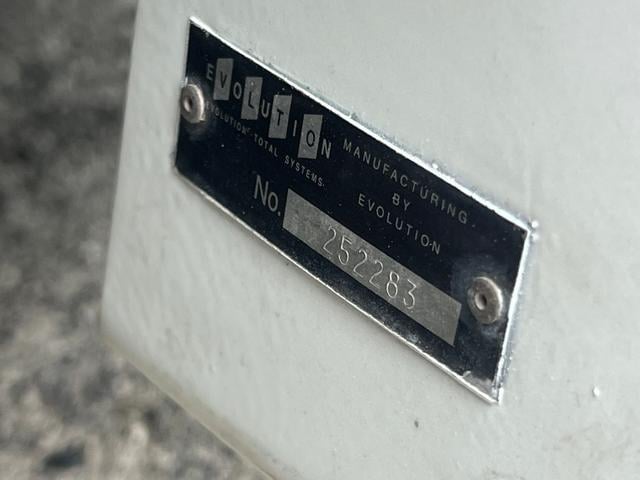 EVOLUTION
EVOLUTION TOTAL SYSTEMS.
MANUFACTURING
BY
EVOLUTION
No. 252283